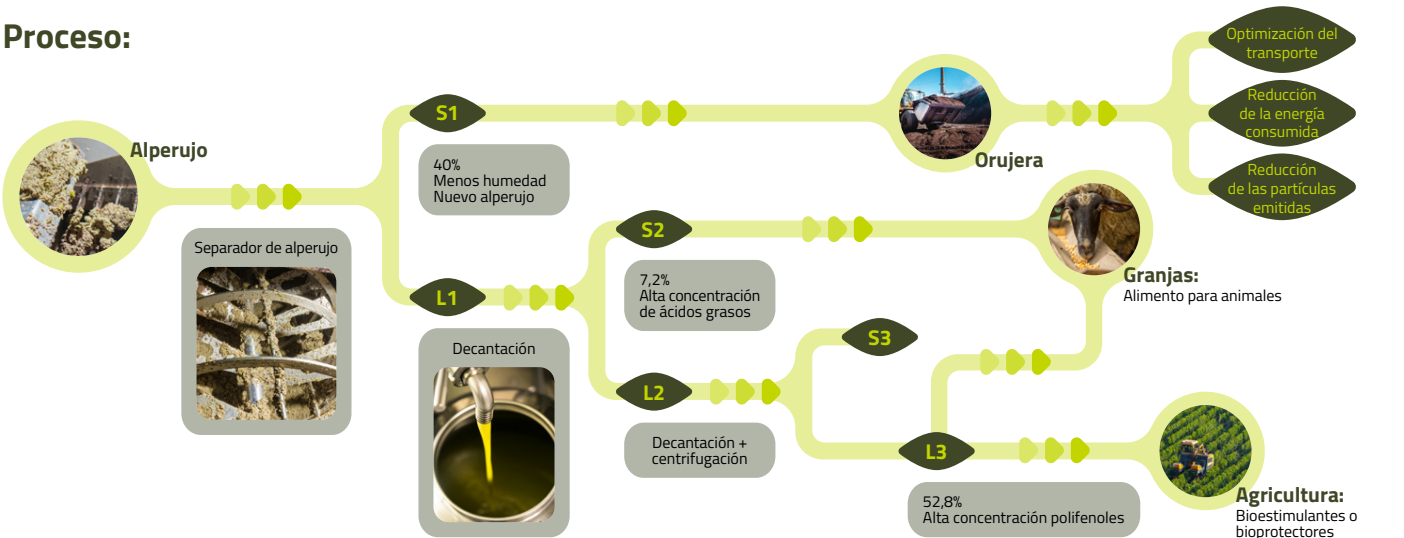 Proceso:
Alperujo
Separador de alperujo
S1
40%
Menos humedad
Nuevo alperujo
L1
Decantación
S2
7,2%
Alta concentración
de ácidos grasos
L2
Decantación +
centrifugación
S3
L3
52,8%
Alta concentración polifenoles
Orujera
Optimización del
transporte
Reducción
de la energía
consumida
Reducción
de las partículas
emitidas
Granjas:
Alimento para animales
Agricultura:
Bioestimulantes o
bioprotectores